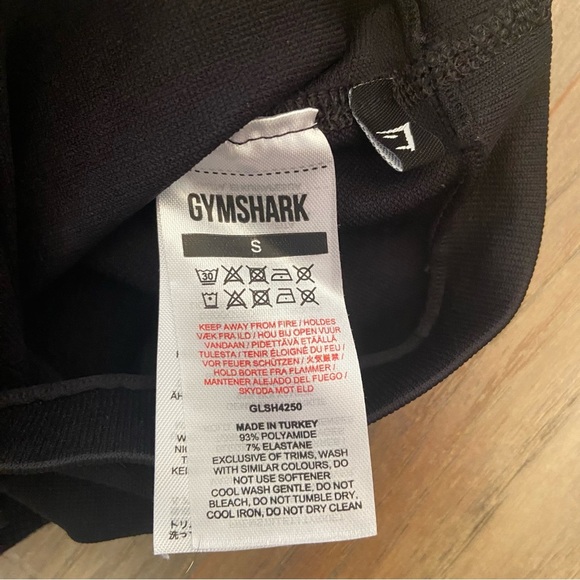 GYMSHARK
S
30
KEEP AWAY FROM FIRE / HOLDES
VÆK FRA ILD / HOU BIJ OPEN VUUR
VANDAAN / PIDETTÄVÄ ETÄÄLLÄ
TULESTA / TENIR ÉLOIGNÉ DU FEU /
VOR FEUER SCHÜTZEN / 火気厳禁 /
HOLD BORTE FRA FLAMMER /
MANTENER ALEJADO DEL FUEGO /
SKYDDA MOT ELD
GLSH4250
MADE IN TURKEY
93% POLYAMIDE
7% ELASTANE
EXCLUSIVE OF TRIMS, WASH
WITH SIMILAR COLOURS, DO
NOT USE SOFTENER
COOL WASH GENTLE, DO NOT
BLEACH, DO NOT TUMBLE DRY,
COOL IRON, DO NOT DRY CLEAN